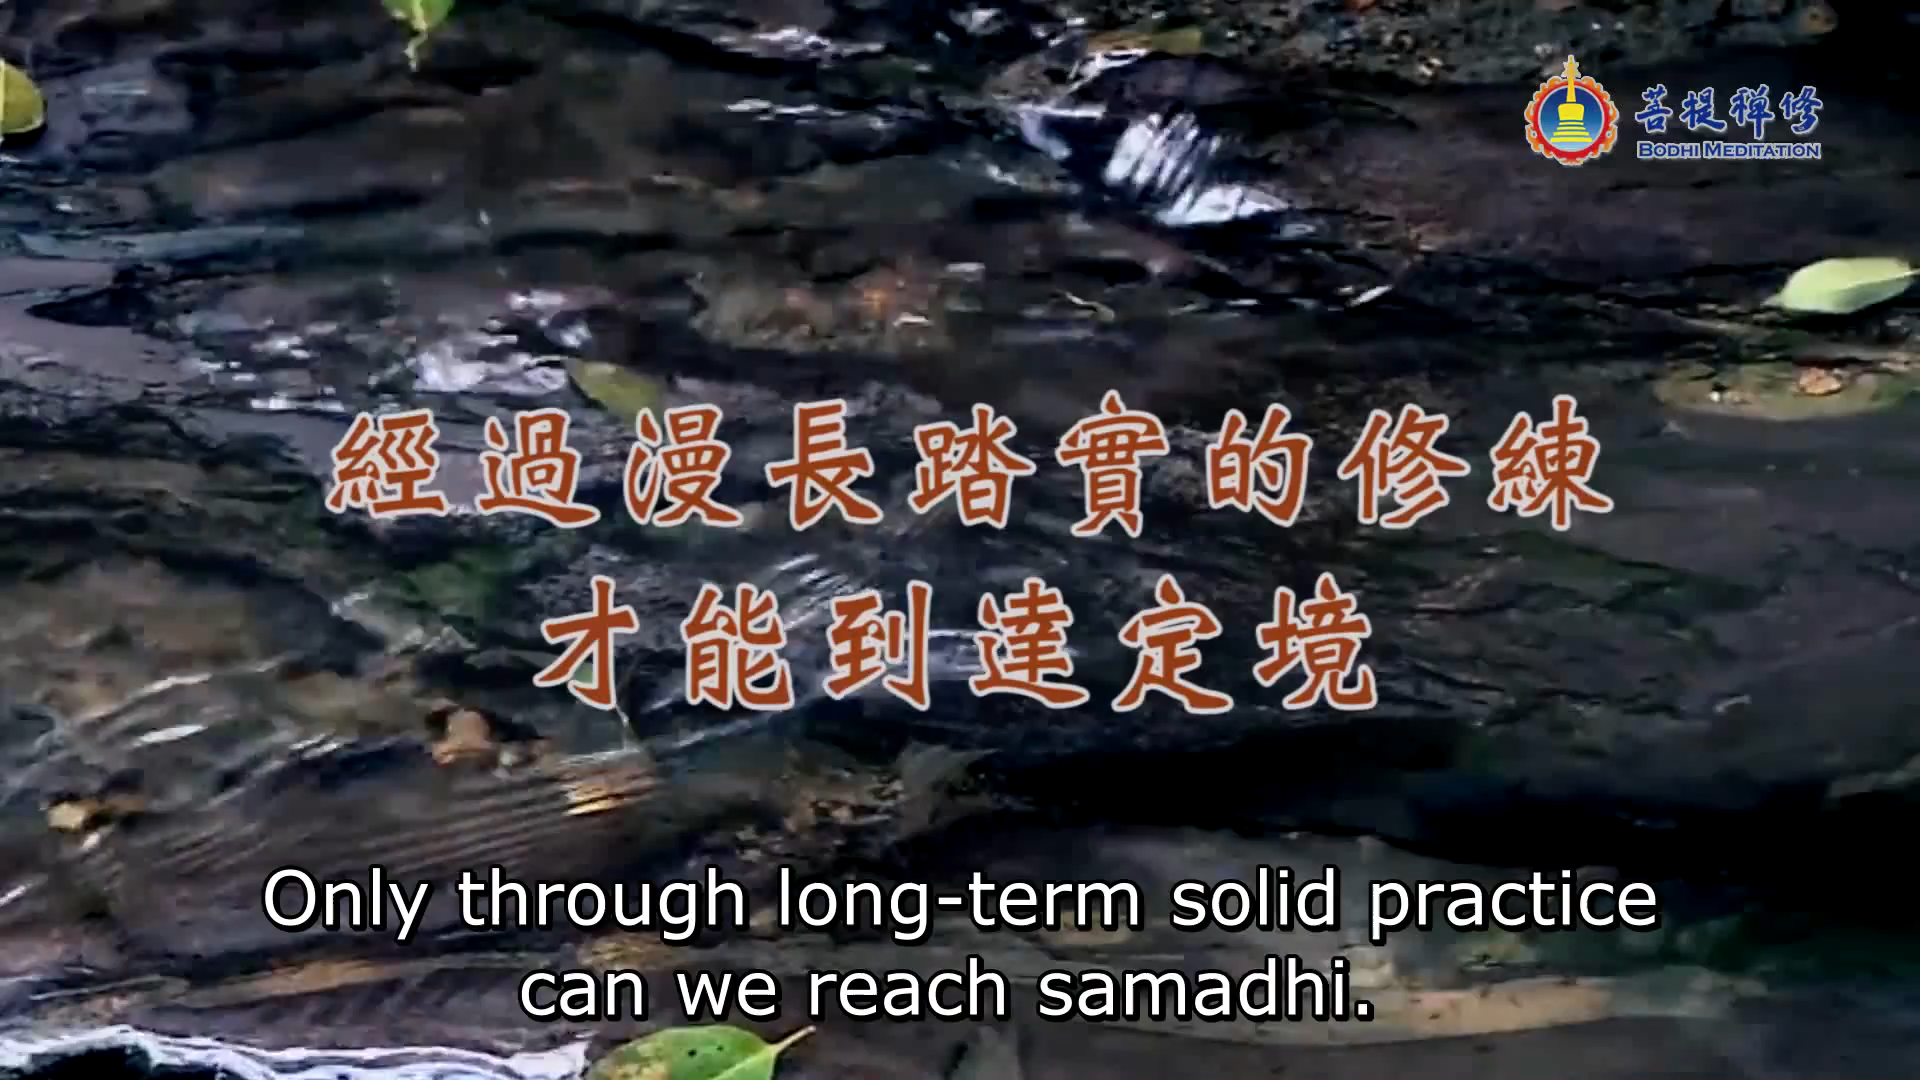 菩提禅修
BODHI MEDITATION
經過漫長踏實的修練
才能到達定境
Only through long-term solid practice
can we reach samadhi.